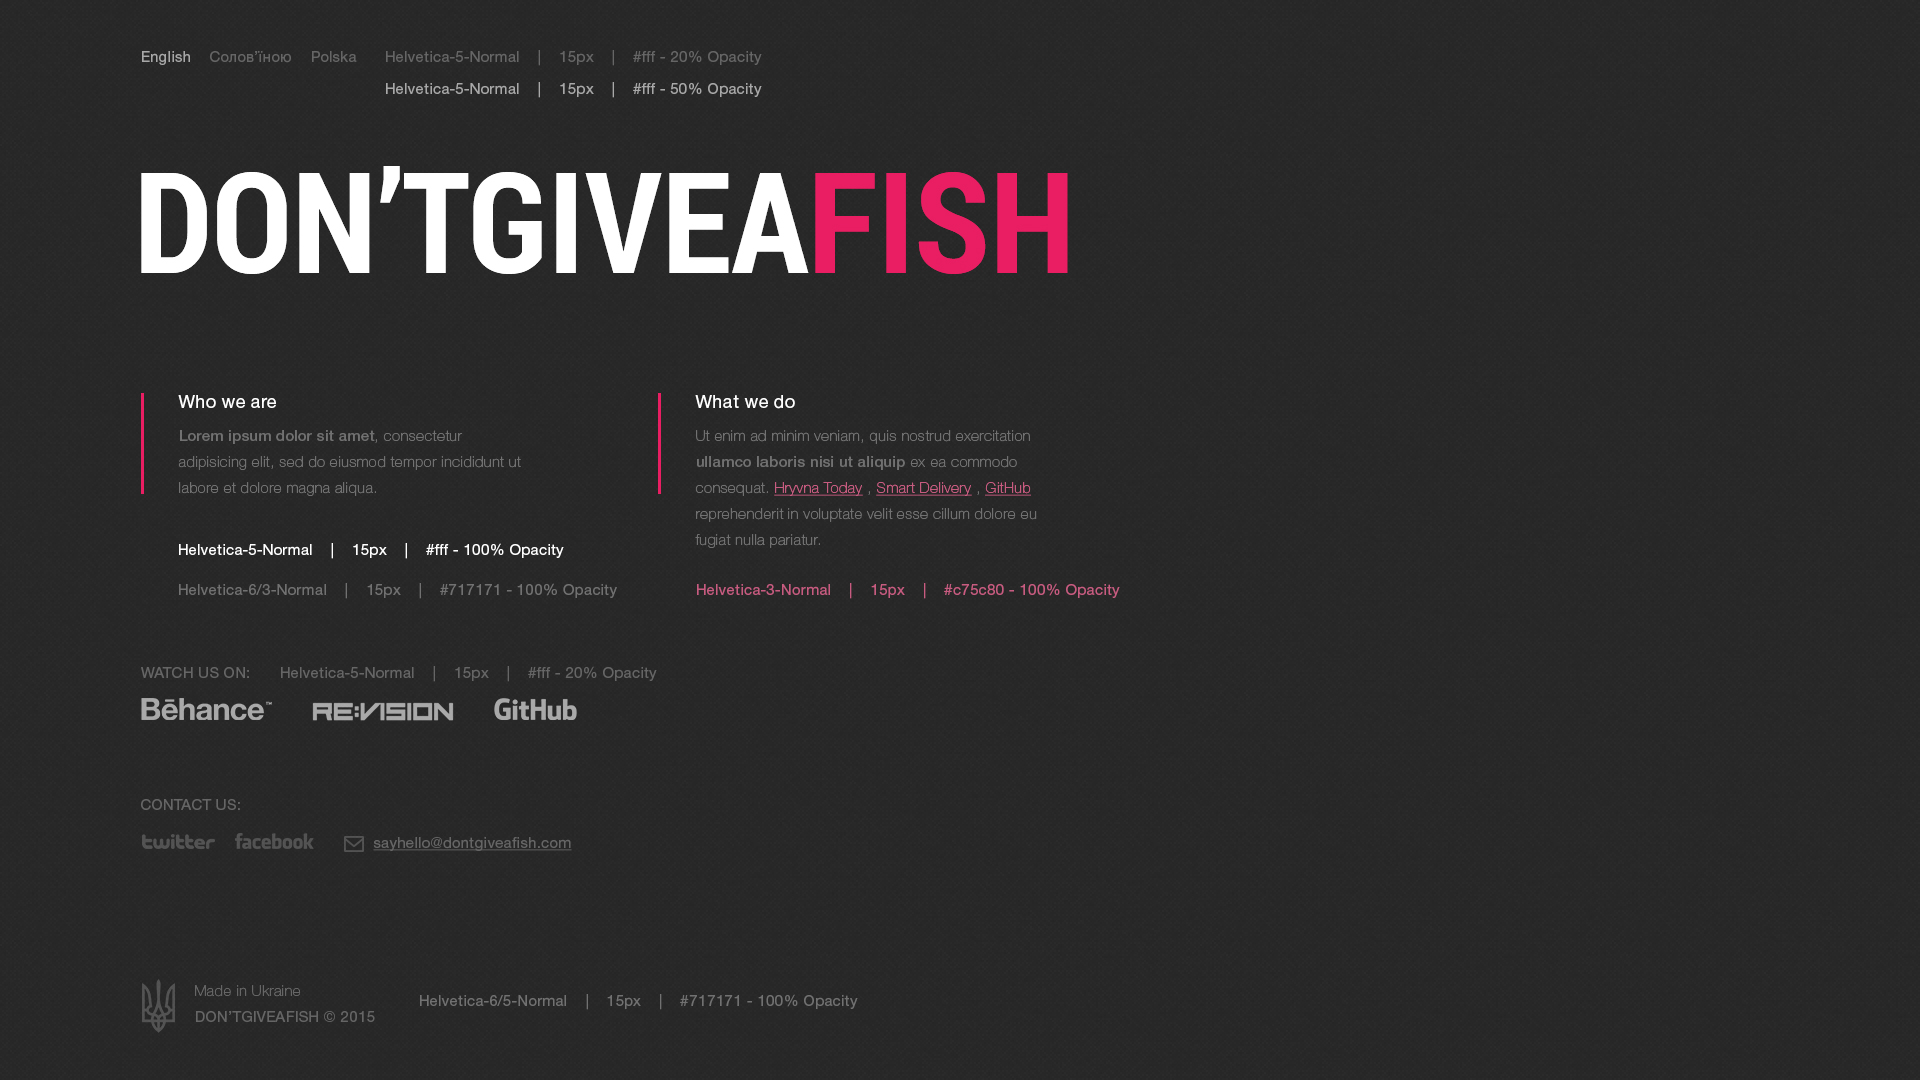 English Солов’їною Polska Helvetica-5-Normal | 15px | #fff - 20% Opacity
Helvetica-5-Normal | 15px | #fff - 50% Opacity
DON’TGIVEAFISH
Who we are
Lorem ipsum dolor sit amet, consectetur
adipisicing elit, sed do eiusmod tempor incididunt ut
labore et dolore magna aliqua.
Helvetica-5-Normal | 15px | #fff - 100% Opacity
Helvetica-6/3-Normal | 15px | #717171 - 100% Opacity
What we do
Ut enim ad minim veniam, quis nostrud exercitation
ullamco laboris nisi ut aliquip ex ea commodo
consequat. Hryvna Today , Smart Delivery , GitHub
reprehenderit in voluptate velit esse cillum dolore eu
fugiat nulla pariatur.
Helvetica-3-Normal | 15px | #c75c80 - 100% Opacity
WATCH US ON: Helvetica-5-Normal | 15px | #fff - 20% Opacity
Bēhance™ RE:VISION GitHub
CONTACT US:
twitter facebook sayhello@dontgiveafish.com
Made in Ukraine
DON’TGIVEAFISH © 2015
Helvetica-6/5-Normal | 15px | #717171 - 100% Opacity